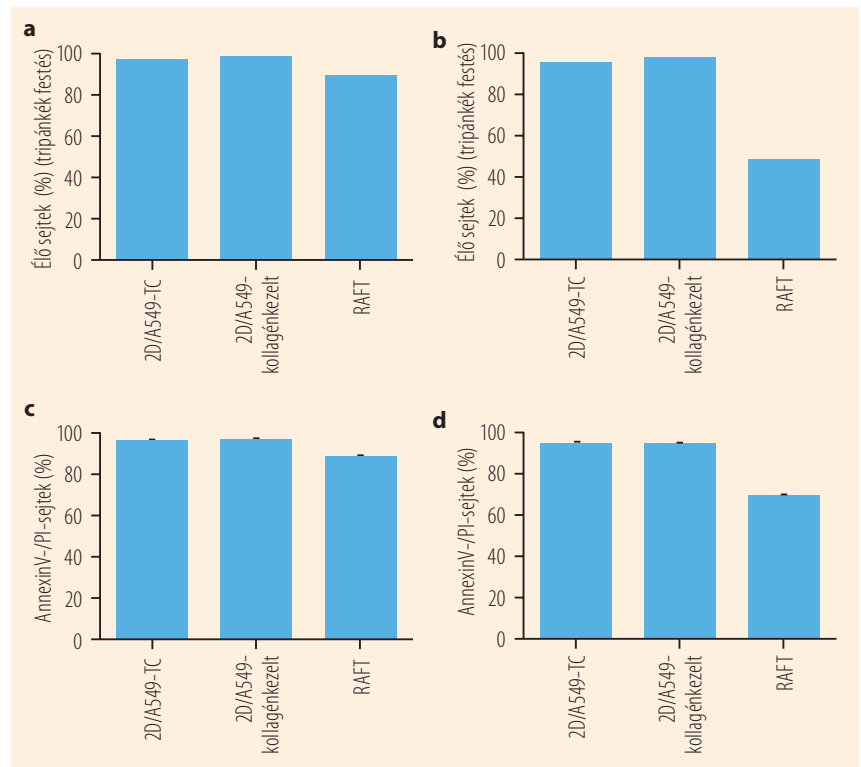 a
Élő sejtek (%) (tripánkék festés)
100
80
60
40
20
0
2D/A549-TC
2D/A549-
kollagénkezelt
RAFT
b
Élő sejtek (%) (tripánkék festés)
100
80
60
40
20
0
2D/A549-TC
2D/A549-
kollagénkezelt
RAFT
c
AnnexinV-/PI-sejtek (%)
100
80
60
40
20
0
2D/A549-TC
2D/A549-
kollagénkezelt
RAFT
d
AnnexinV-/PI-sejtek (%)
100
80
60
40
20
0
2D/A549-TC
2D/A549-
kollagénkezelt
RAFT